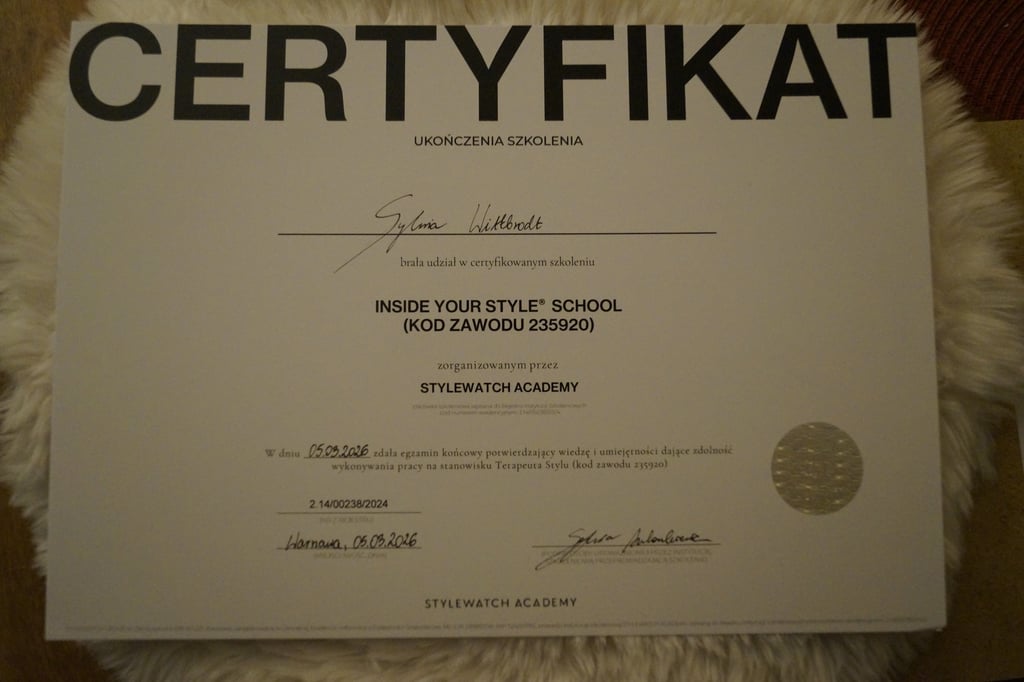 CERTYFIKAT
UKOŃCZENIA SZKOLENIA
Sylwia Wittbrodt
brała udział w certyfikowanym szkoleniu
INSIDE YOUR STYLE® SCHOOL
(KOD ZAWODU 235920)
zorganizowanym przez
STYLEWATCH ACADEMY
W dniu 05.03.2026 zdała egzamin końcowy potwierdzający wiedzę i umiejętności dające zdolność
wykonywania pracy na stanowisku Terapeuta Stylu (kod zawodu 235920)
2.14/00238/2024
Warszawa, 05.03.2026
STYLEWATCH ACADEMY